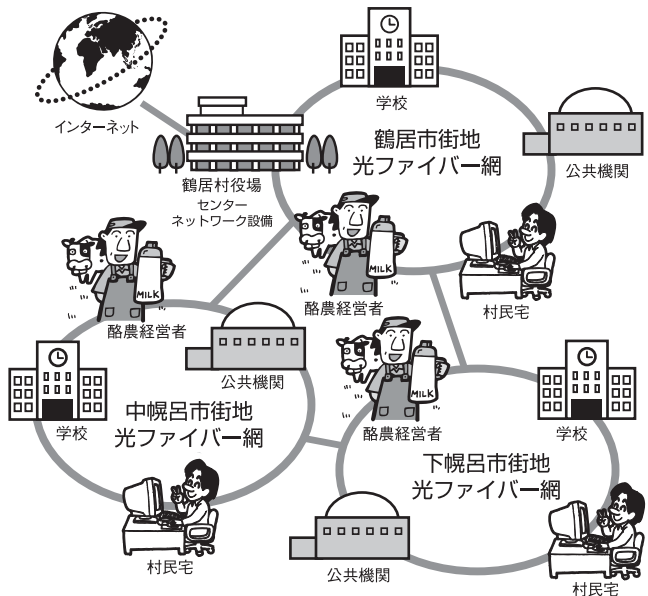 学校
インターネット
鶴居市街地
光ファイバー網
公共機関
鶴居村役場
センター
ネットワーク設備
MILK
MILK
酪農経営者
村民宅
酪農経営者
公共機関
MILK
学校
中幌呂市街地
光ファイバー網
酪農経営者
学校
下幌呂市街地
光ファイバー網
村民宅
公共機関
村民宅